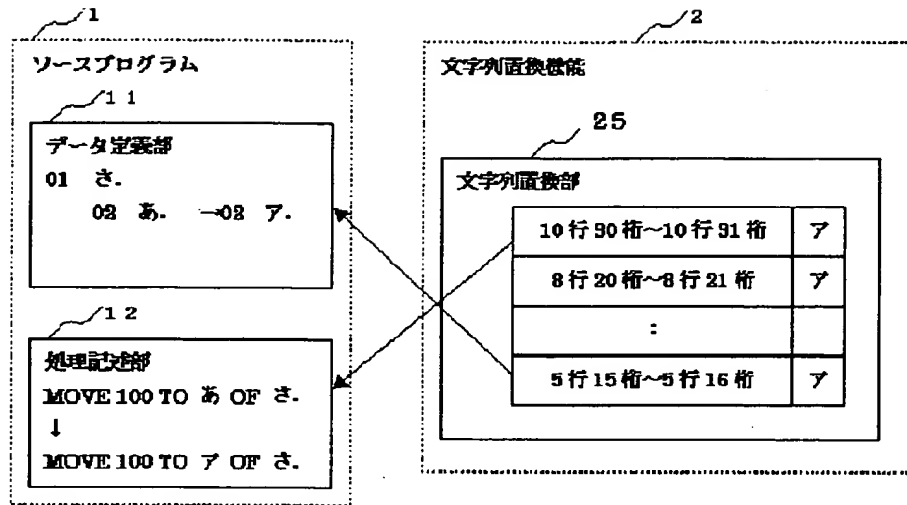 1
ソースプログラム
11
データ定義部
01 さ.
02 あ. →02 ア.
12
処理記述部
MOVE 100 TO あ OF さ.
↓
MOVE 100 TO ア OF さ.
2
文字列置換機能
25
文字列置換部
10行30桁〜10行31桁 ア
8行20桁〜8行21桁 ア
:
5行15桁〜5行16桁 ア